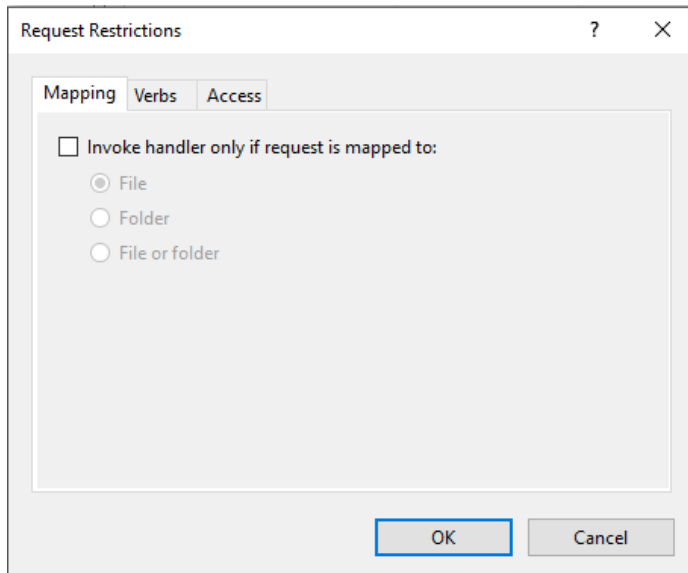 Request Restrictions
Mapping Verbs Access
Invoke handler only if request is mapped to:
File
Folder
File or folder
OK Cancel